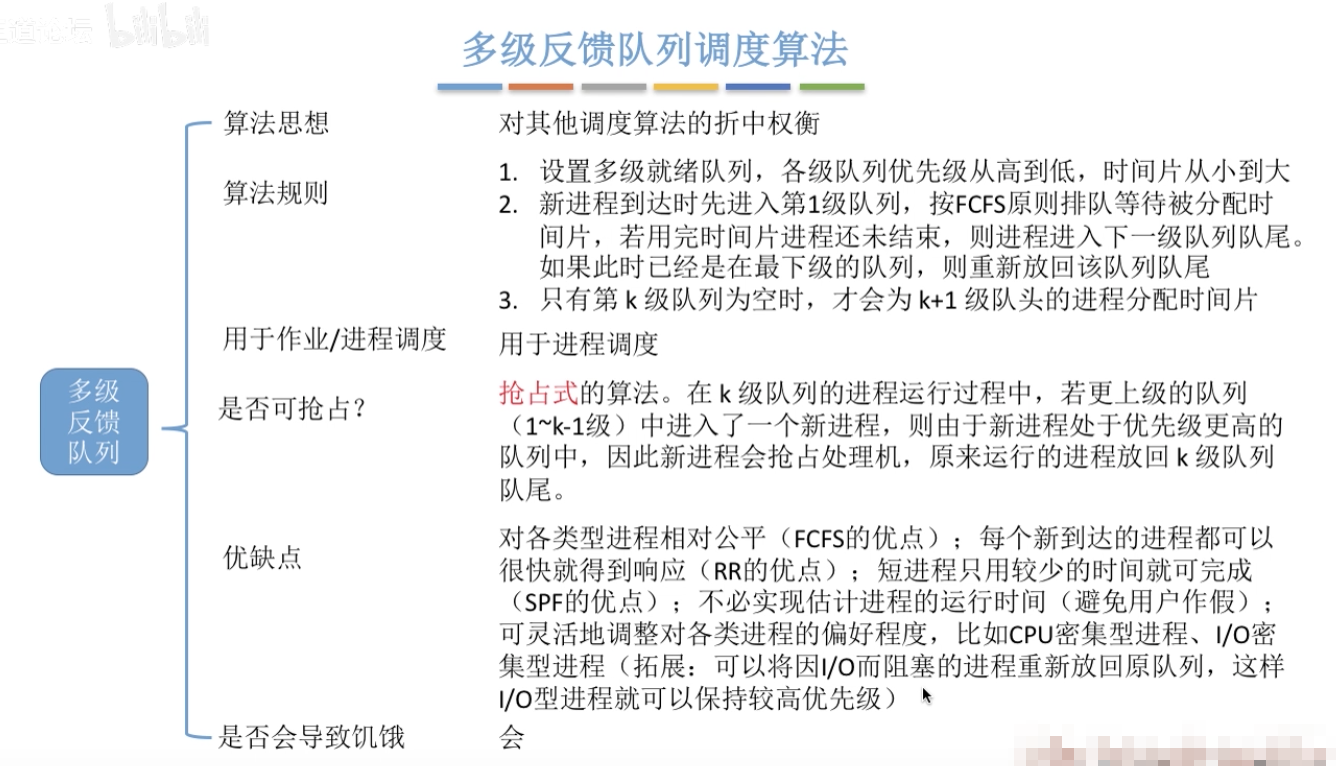 bilibili
多级反馈队列调度算法
算法思想
对其他调度算法的折中权衡
算法规则
1. 设置多级就绪队列，各级队列优先级从高到低，时间片从小到大
2. 新进程到达时先进入第1级队列，按FCFS原则排队等待被分配时
间片，若用完时间片进程还未结束，则进程进入下一级队列队尾。
如果此时已经是在最下级的队列，则重新放回该队列队尾
3. 只有第 k 级队列为空时，才会为 k+1 级队头的进程分配时间片
用于作业/进程调度
用于进程调度
多级
反馈
队列
是否可抢占？
抢占式的算法。在 k 级队列的进程运行过程中，若更上级的队列
（1~k-1级）中进入了一个新进程，则由于新进程处于优先级更高的
队列中，因此新进程会抢占处理机，原来运行的进程放回 k 级队列
队尾。
优缺点
对各类型进程相对公平（FCFS的优点）；每个新到达的进程都可以
很快就得到响应（RR的优点）；短进程只用较少的时间就可完成
（SPF的优点）；不必实现估计进程的运行时间（避免用户作假）；
可灵活地调整对各类进程的偏好程度，比如CPU密集型进程、I/O密
集型进程（拓展：可以将因I/O而阻塞的进程重新放回原队列，这样
I/O型进程就可以保持较高优先级）
是否会导致饥饿
会